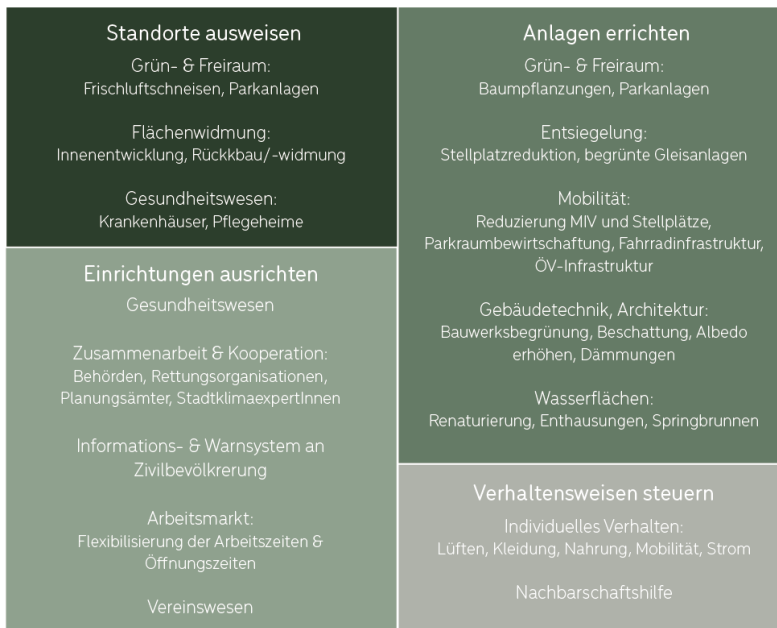 Standorte ausweisen
Grün- & Freiraum:
Frischluftschneisen, Parkanlagen
Flächenwidmung:
Innenentwicklung, Rückkbau/-widmung
Gesundheitswesen:
Krankenhäuser, Pflegeheime
Einrichtungen ausrichten
Gesundheitswesen
Zusammenarbeit & Kooperation:
Behörden, Rettungsorganisationen,
Planungsämter, StadtklimaexpertInnen
Informations- & Warnsystem an
Zivilbevölkrerung
Arbeitsmarkt:
Flexibilisierung der Arbeitszeiten &
Öffnungszeiten
Vereinswesen
Anlagen errichten
Grün- & Freiraum:
Baumpflanzungen, Parkanlagen
Entsiegelung:
Stellplatzreduktion, begrünte Gleisanlagen
Mobilität:
Reduzierung MIV und Stellplätze,
Parkraumbewirtschaftung, Fahrradinfrastruktur,
ÖV-Infrastruktur
Gebäudetechnik, Architektur:
Bauwerksbegrünung, Beschattung, Albedo
erhöhen, Dämmungen
Wasserflächen:
Renaturierung, Enthausungen, Springbrunnen
Verhaltensweisen steuern
Individuelles Verhalten:
Lüften, Kleidung, Nahrung, Mobilität, Strom
Nachbarschaftshilfe